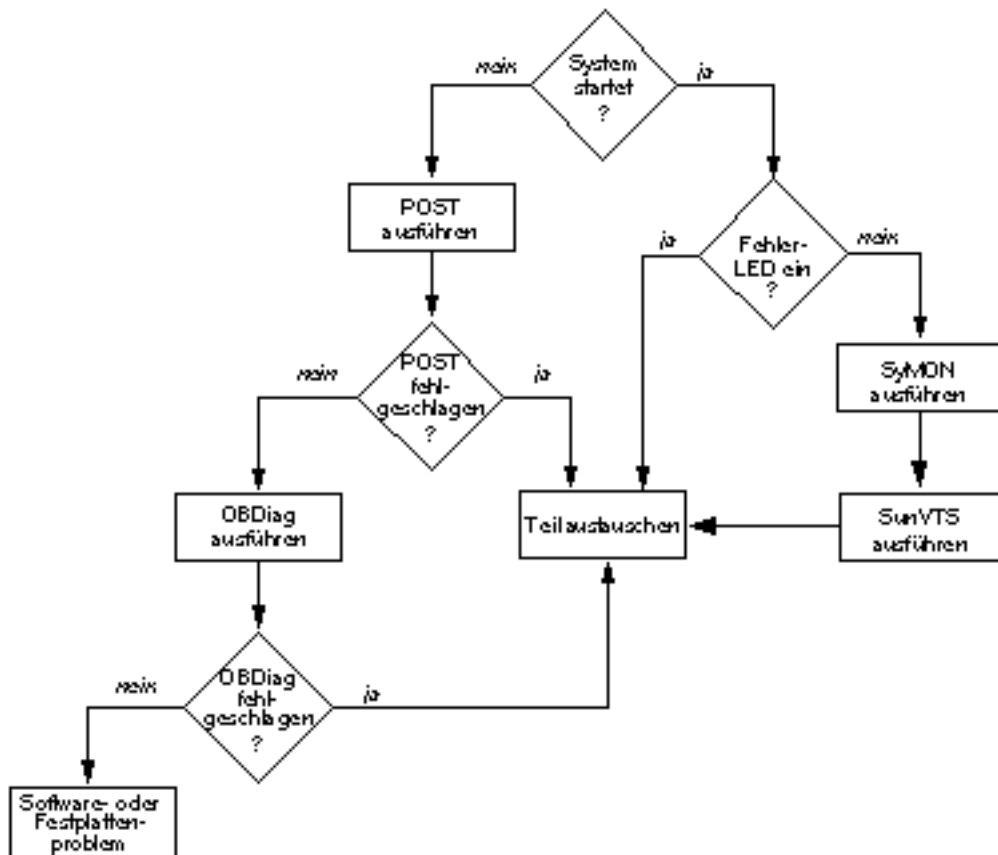 System
startet
?
nein
ja
POST
ausführen
Fehler-
LED ein
?
ja
nein
POST
fehl-
geschlagen
?
nein
ja
SyMON
ausführen
OBDiag
ausführen
Teil austauschen
SunVTS
ausführen
OBDiag
fehl-
geschlagen
?
nein
ja
Software- oder
Festplatten-
problem